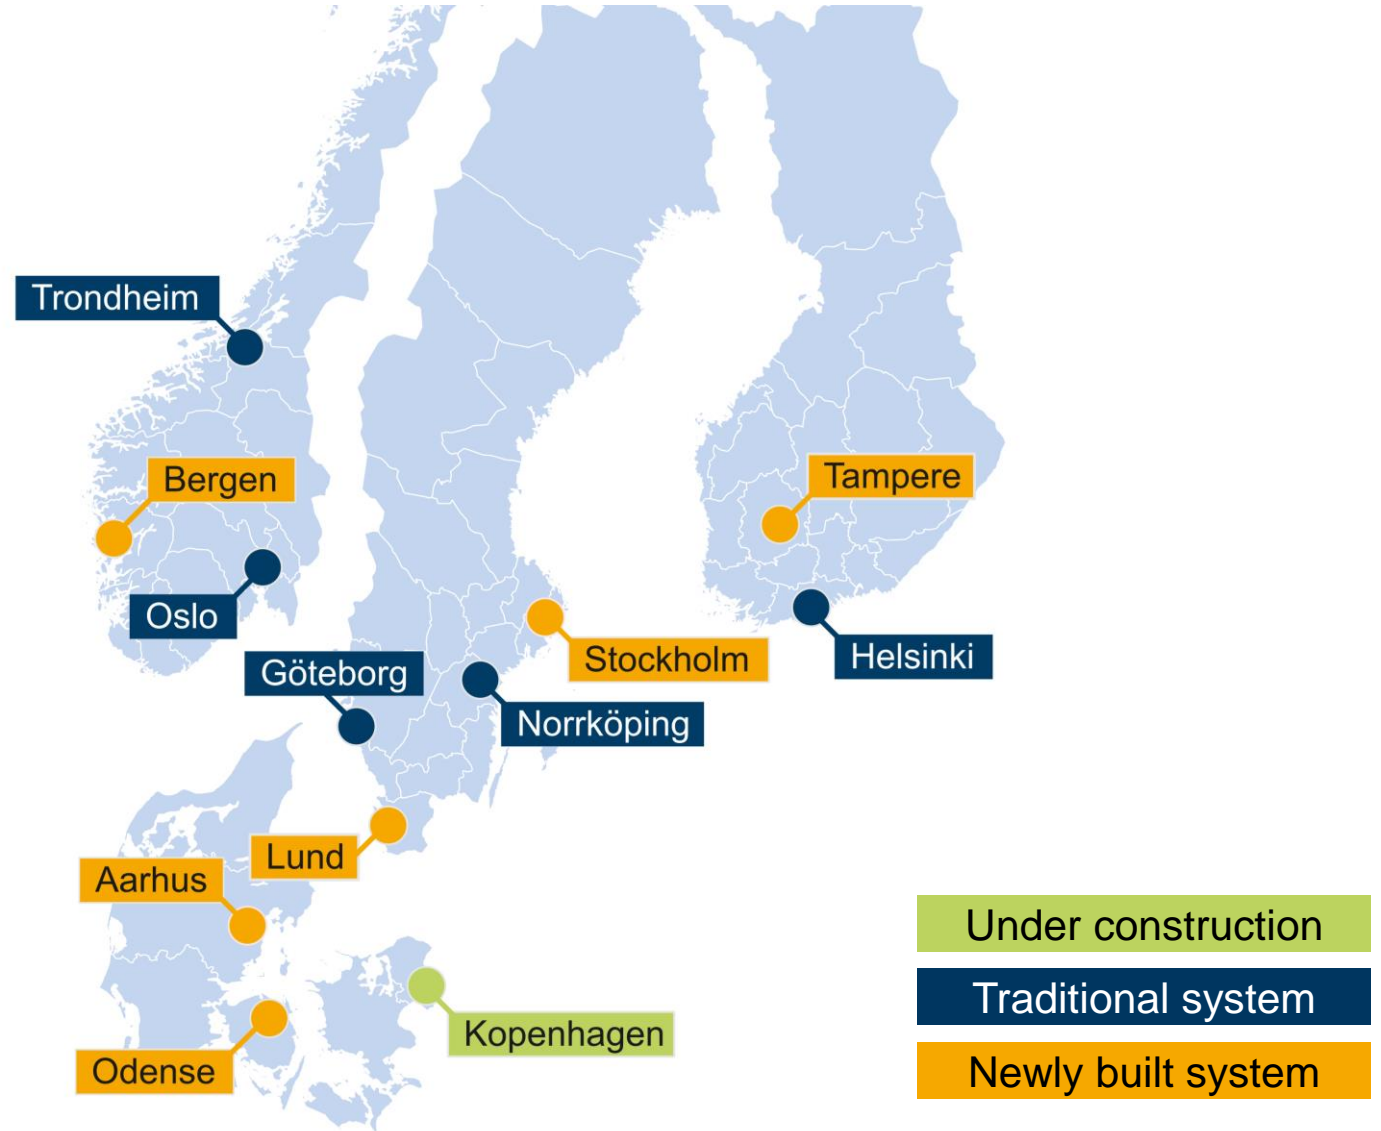 Trondheim
Bergen
Tampere
Oslo
Stockholm
Helsinki
Göteborg
Norrköping
Lund
Aarhus
Kopenhagen
Odense
Under construction
Traditional system
Newly built system